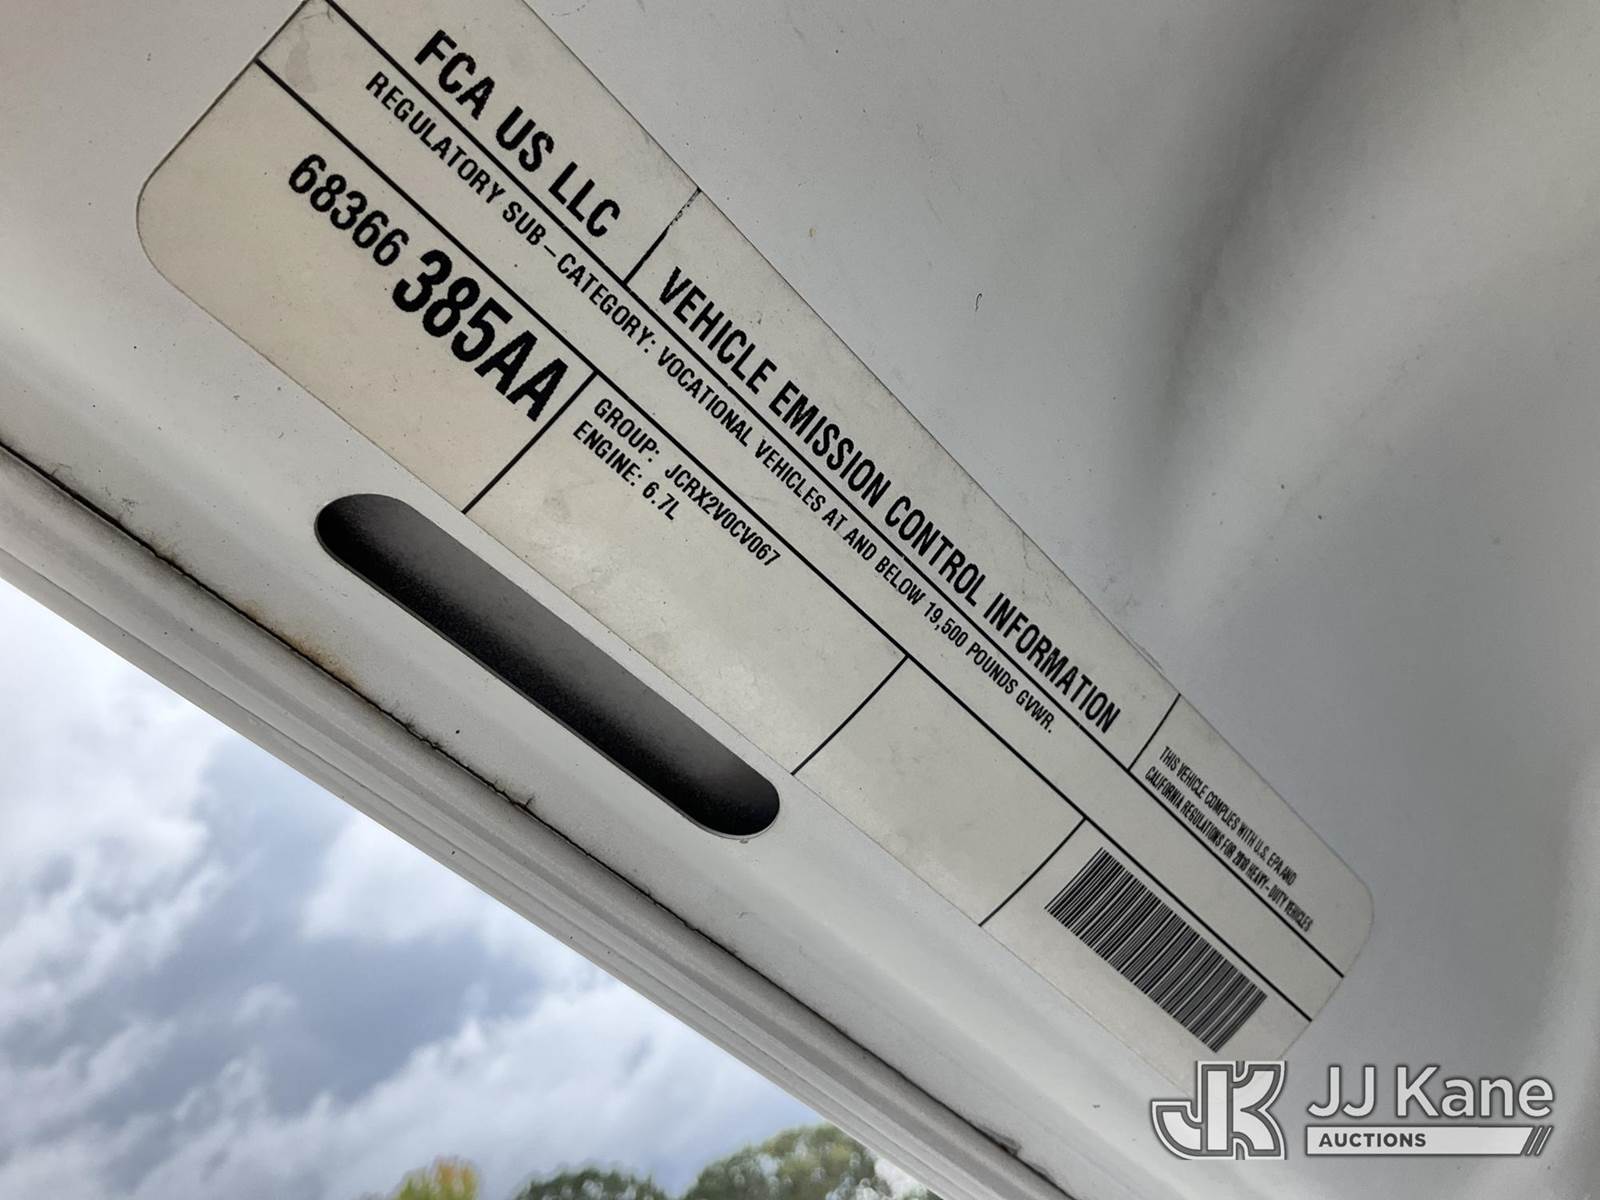 FCA US LLC
VEHICLE EMISSION CONTROL INFORMATION
THIS VEHICLE COMPLIES WITH U.S. EPA AND
CALIFORNIA REGULATIONS FOR 2018 HEAVY-DUTY VEHICLES
REGULATORY SUB-CATEGORY: VOCATIONAL VEHICLES AT AND BELOW 19,500 POUNDS GVWR.
68366 385AA
GROUP: JCRX2V0CV067
ENGINE: 6.7L
JK JJ Kane
AUCTIONS